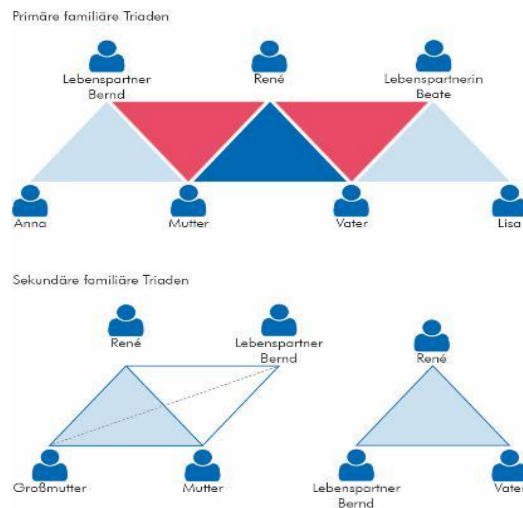 Primäre familiäre Triaden
Lebenspartner
Bernd
René
Lebenspartnerin
Beate
Anna
Mutter
Vater
Lisa
Sekundäre familiäre Triaden
René
Lebenspartner
Bernd
René
Großmutter
Mutter
Lebenspartner
Bernd
Vater